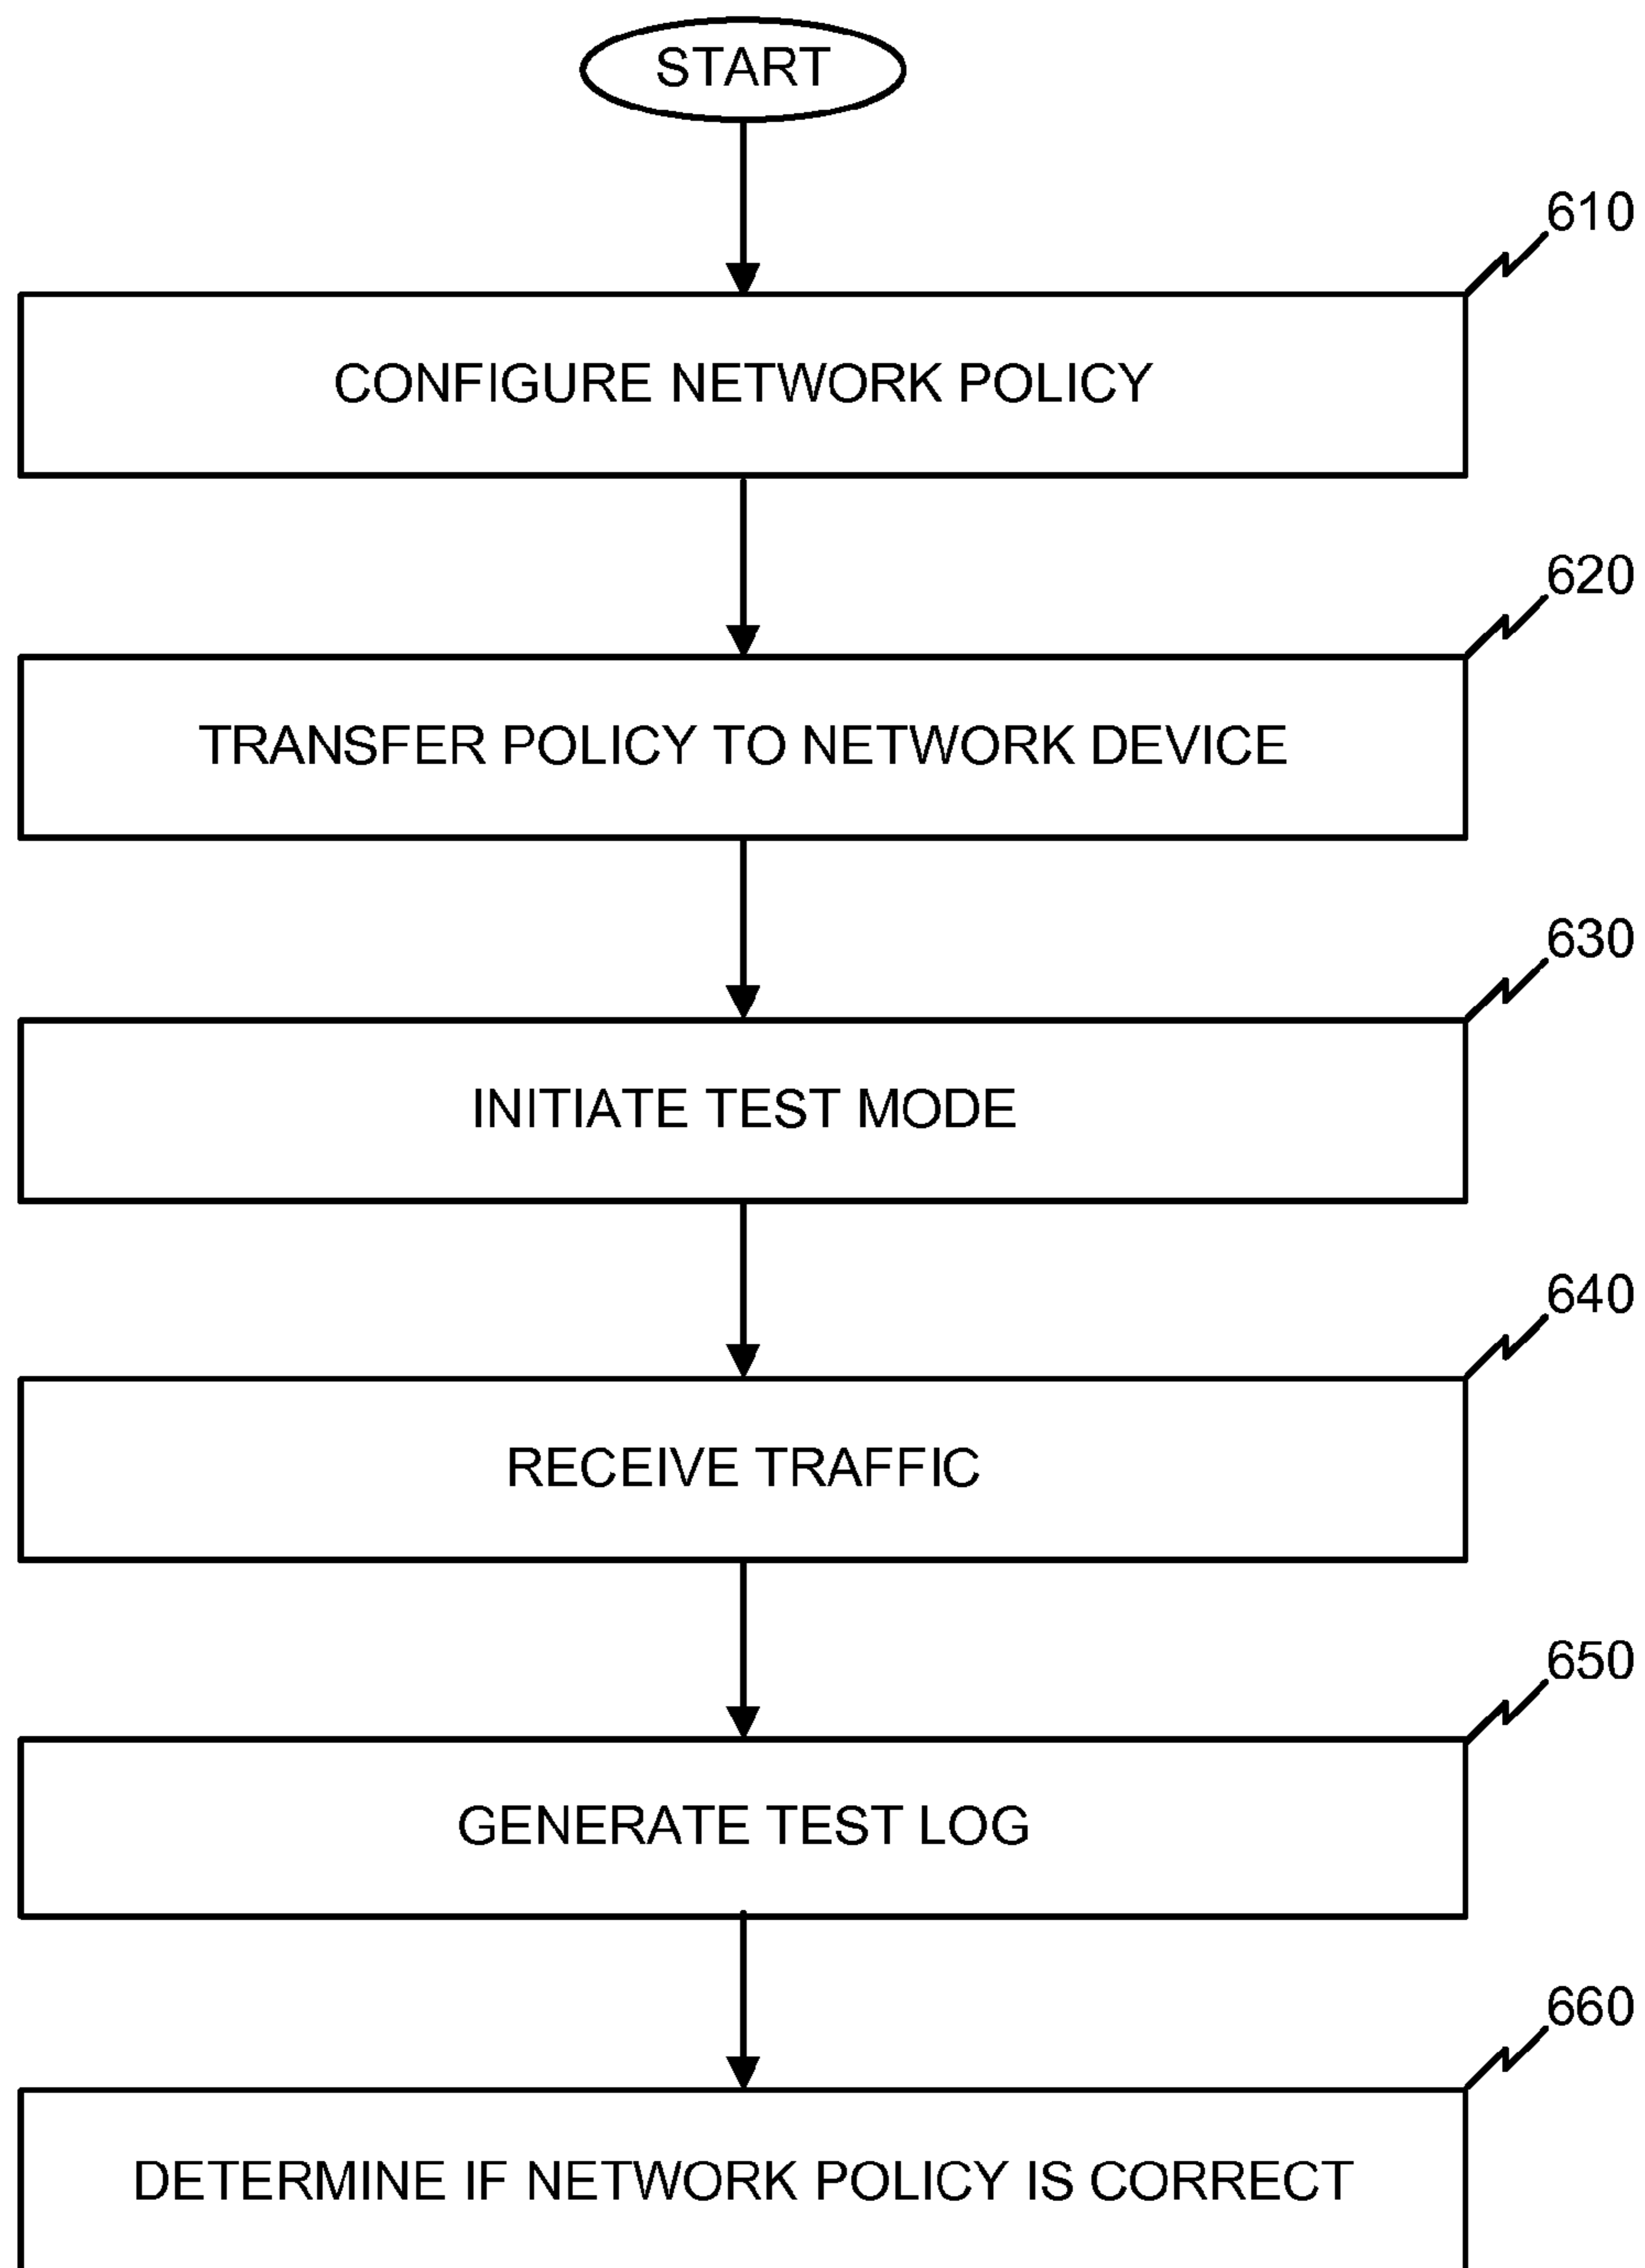 START
610
CONFIGURE NETWORK POLICY
620
TRANSFER POLICY TO NETWORK DEVICE
630
INITIATE TEST MODE
640
RECEIVE TRAFFIC
650
GENERATE TEST LOG
660
DETERMINE IF NETWORK POLICY IS CORRECT